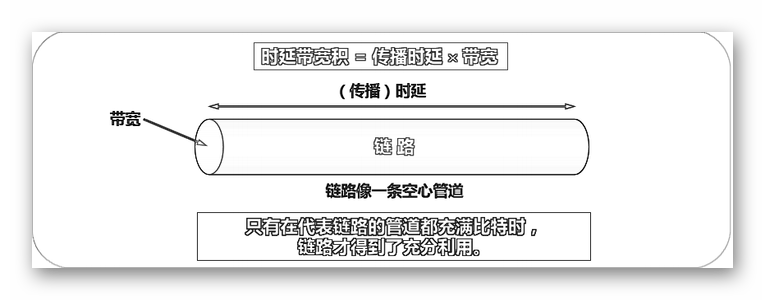 时延带宽积 = 传播时延 × 带宽
（传播）时延
带宽
链 路
链路像一条空心管道
只有在代表链路的管道都充满比特时，
链路才得到了充分利用。